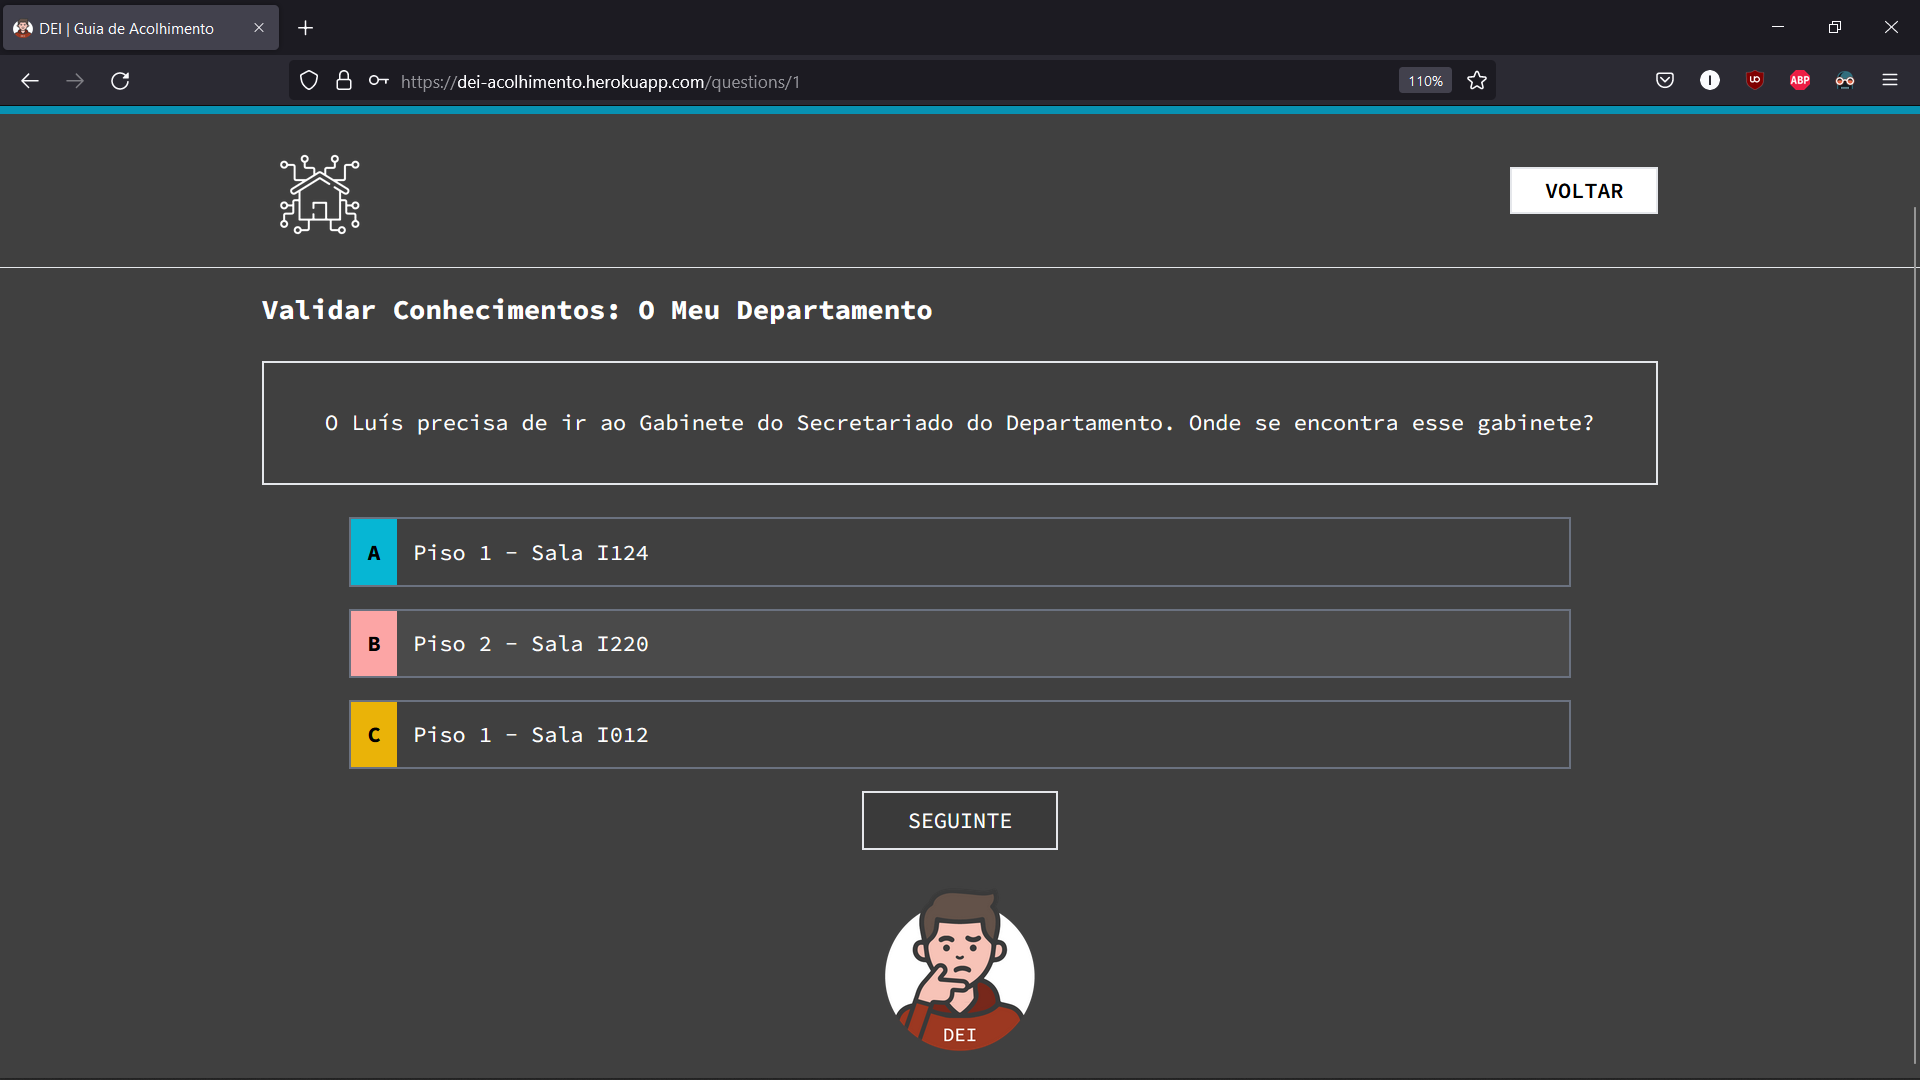 DEI | Guia de Acolhimento
https://dei-acolhimento.herokuapp.com/questions/1
110%
ABP
VOLTAR
Validar Conhecimentos: O Meu Departamento
O Luís precisa de ir ao Gabinete do Secretariado do Departamento. Onde se encontra esse gabinete?
A Piso 1 - Sala I124
B Piso 2 - Sala I220
C Piso 1 - Sala I012
SEGUINTE
DEI